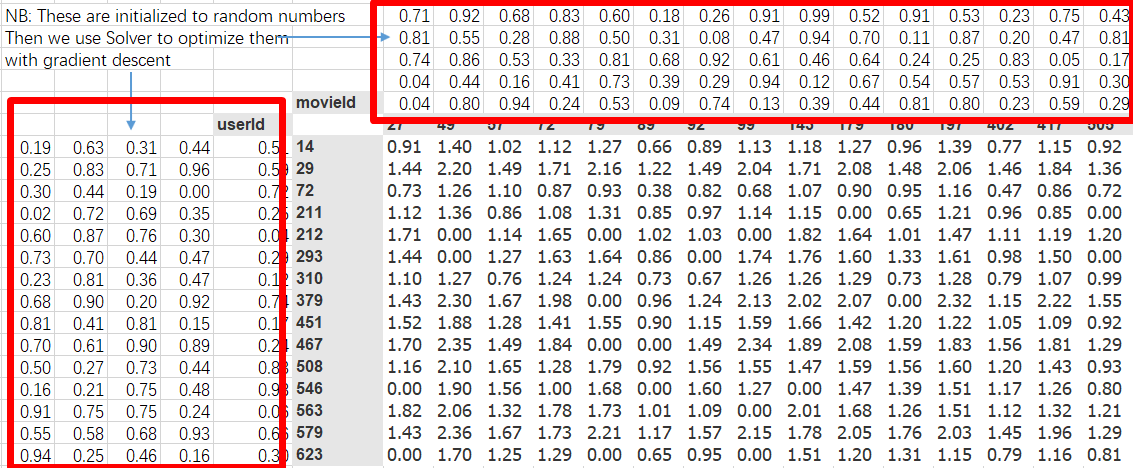 NB: These are initialized to random numbers 0.71 0.92 0.68 0.83 0.60 0.18 0.26 0.91 0.99 0.52 0.91 0.53 0.23 0.75 0.43
Then we use Solver to optimize them 0.81 0.55 0.28 0.88 0.50 0.31 0.08 0.47 0.94 0.70 0.11 0.87 0.20 0.47 0.81
with gradient descent 0.74 0.86 0.53 0.33 0.81 0.68 0.92 0.61 0.46 0.64 0.24 0.25 0.83 0.05 0.17
0.04 0.44 0.16 0.41 0.73 0.39 0.29 0.94 0.12 0.67 0.54 0.57 0.53 0.91 0.30
movieId 0.04 0.80 0.94 0.24 0.53 0.09 0.74 0.13 0.39 0.44 0.81 0.80 0.23 0.59 0.29
userId 27 49 57 72 79 89 92 99 143 179 180 197 402 417 505
0.19 0.63 0.31 0.44 0.51 14 0.91 1.40 1.02 1.12 1.27 0.66 0.89 1.13 1.18 1.27 0.96 1.39 0.77 1.15 0.92
0.25 0.83 0.71 0.96 0.59 29 1.44 2.20 1.49 1.71 2.16 1.22 1.49 2.04 1.71 2.08 1.48 2.06 1.46 1.84 1.36
0.30 0.44 0.19 0.00 0.72 72 0.73 1.26 1.10 0.87 0.93 0.38 0.82 0.68 1.07 0.90 0.95 1.16 0.47 0.86 0.72
0.02 0.72 0.69 0.35 0.25 211 1.12 1.36 0.86 1.08 1.31 0.85 0.97 1.14 1.15 0.00 0.65 1.21 0.96 0.85 0.00
0.60 0.87 0.76 0.30 0.04 212 1.71 0.00 1.14 1.65 0.00 1.02 1.03 0.00 1.82 1.64 1.01 1.47 1.11 1.19 1.20
0.73 0.70 0.44 0.47 0.29 293 1.44 0.00 1.27 1.63 1.64 0.86 0.00 1.74 1.76 1.60 1.33 1.61 0.98 1.50 0.00
0.23 0.81 0.36 0.47 0.12 310 1.10 1.27 0.76 1.24 1.24 0.73 0.67 1.26 1.26 1.29 0.73 1.28 0.79 1.07 0.99
0.68 0.90 0.20 0.92 0.74 379 1.43 2.30 1.67 1.98 0.00 0.96 1.24 2.13 2.02 2.07 0.00 2.32 1.15 2.22 1.55
0.81 0.41 0.81 0.15 0.17 451 1.52 1.88 1.28 1.41 1.55 0.90 1.15 1.59 1.66 1.42 1.20 1.22 1.05 1.09 0.92
0.70 0.61 0.90 0.89 0.24 467 1.70 2.35 1.49 1.84 0.00 0.00 1.49 2.34 1.89 2.08 1.59 1.83 1.56 1.81 1.29
0.50 0.27 0.73 0.44 0.83 508 1.16 2.10 1.65 1.28 1.79 0.92 1.56 1.55 1.47 1.59 1.56 1.60 1.20 1.43 0.93
0.16 0.21 0.75 0.48 0.93 546 0.00 1.90 1.56 1.00 1.68 0.00 1.60 1.27 0.00 1.47 1.39 1.51 1.17 1.26 0.80
0.91 0.75 0.75 0.24 0.06 563 1.82 2.06 1.32 1.78 1.73 1.01 1.09 0.00 2.01 1.68 1.26 1.51 1.12 1.32 1.21
0.55 0.58 0.68 0.93 0.66 579 1.43 2.36 1.67 1.73 2.21 1.17 1.57 2.15 1.78 2.05 1.76 2.03 1.45 1.96 1.29
0.94 0.25 0.46 0.16 0.30 623 0.00 1.70 1.25 1.29 0.00 0.65 0.95 0.00 1.51 1.20 1.31 1.15 0.79 1.16 0.81